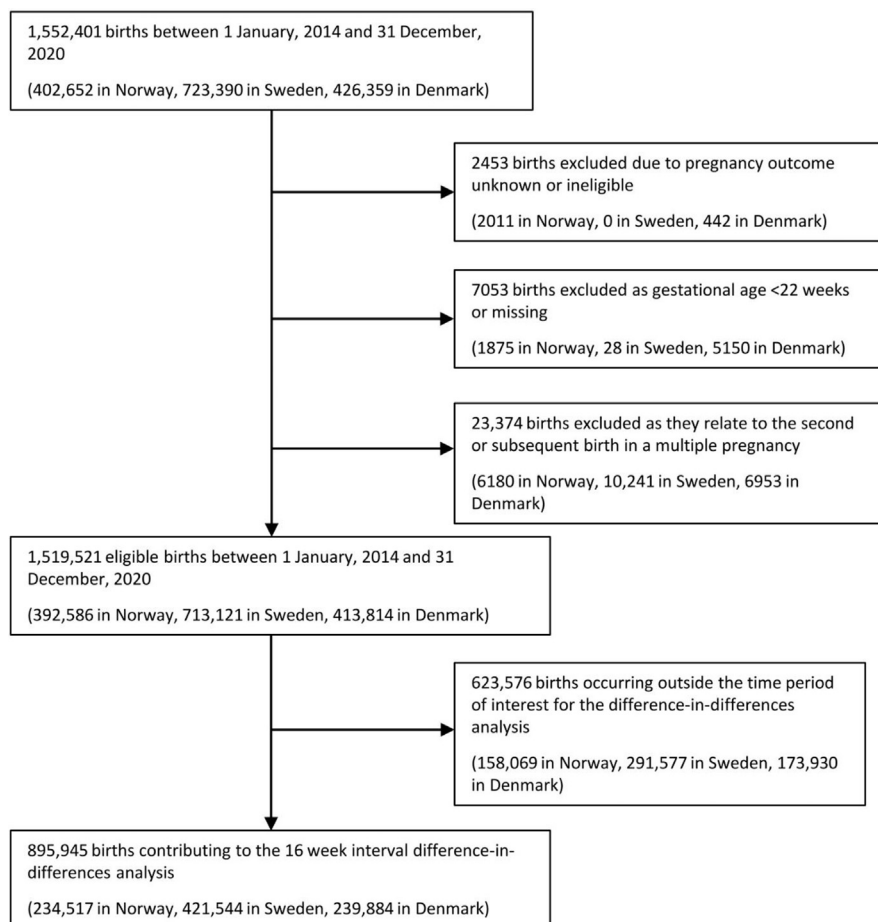 1,552,401 births between 1 January, 2014 and 31 December,
2020
(402,652 in Norway, 723,390 in Sweden, 426,359 in Denmark)
2453 births excluded due to pregnancy outcome
unknown or ineligible
(2011 in Norway, 0 in Sweden, 442 in Denmark)
7053 births excluded as gestational age <22 weeks
or missing
(1875 in Norway, 28 in Sweden, 5150 in Denmark)
23,374 births excluded as they relate to the second
or subsequent birth in a multiple pregnancy
(6180 in Norway, 10,241 in Sweden, 6953 in
Denmark)
1,519,521 eligible births between 1 January, 2014 and 31
December, 2020
(392,586 in Norway, 713,121 in Sweden, 413,814 in Denmark)
623,576 births occurring outside the time period
of interest for the difference-in-differences
analysis
(158,069 in Norway, 291,577 in Sweden, 173,930
in Denmark)
895,945 births contributing to the 16 week interval difference-in-
differences analysis
(234,517 in Norway, 421,544 in Sweden, 239,884 in Denmark)